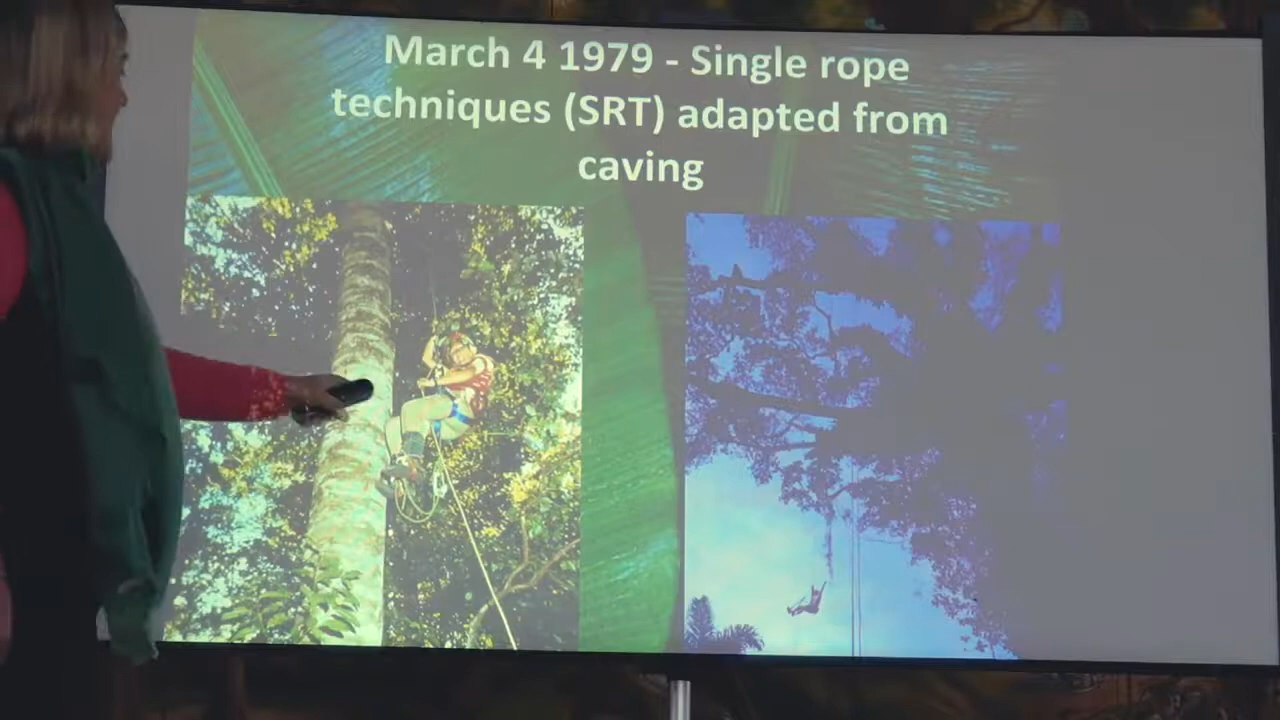 March 4 1979 - Single rope
techniques (SRT) adapted from
caving